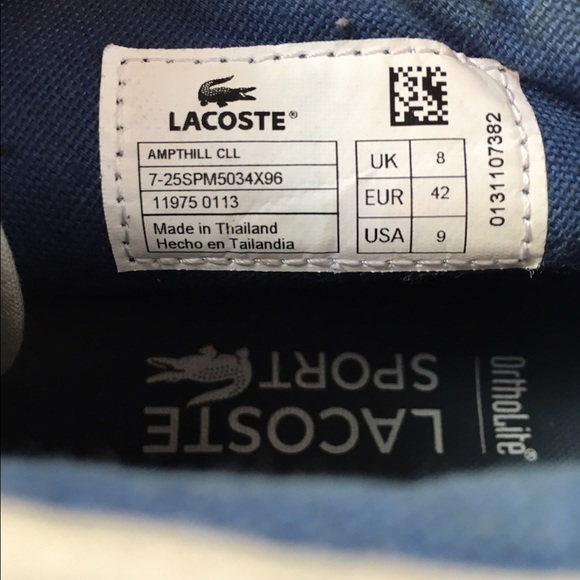 LACOSTE®
AMPTHILL CLL
7-25SPM5034X96
11975 0113
Made in Thailand
Hecho en Tailandia
UK 8
EUR 42
USA 9
0131107382
LACOSTE
SPORT
OrthoLite®